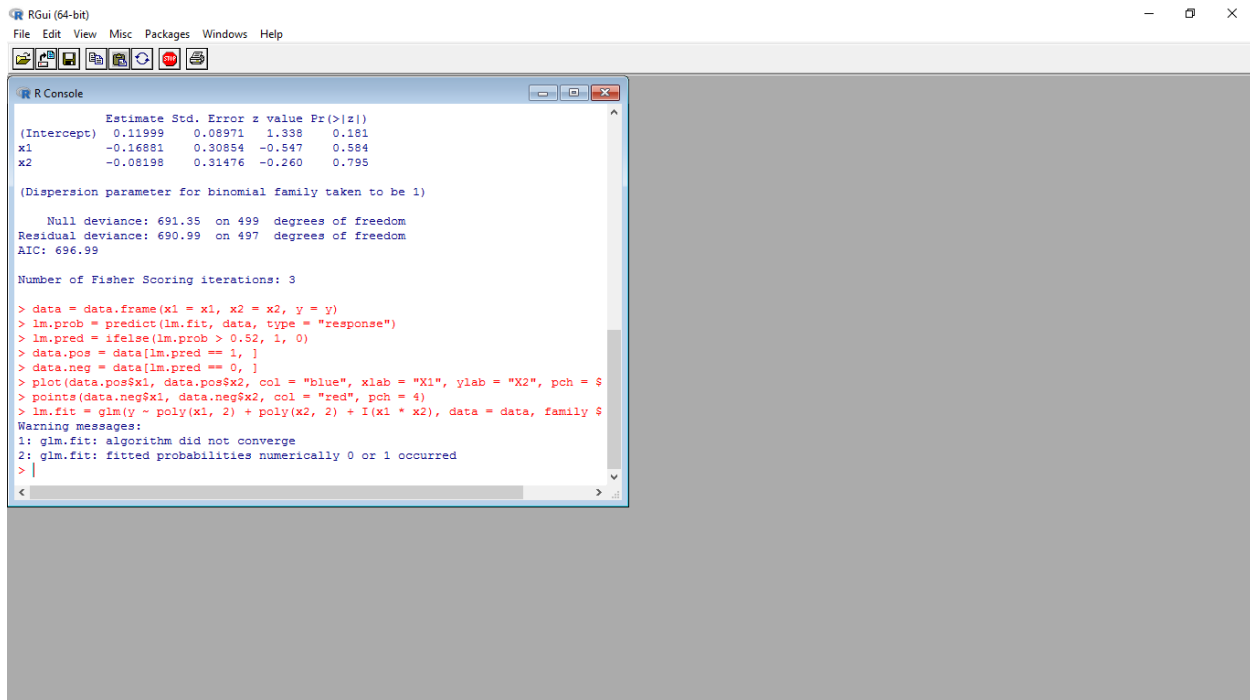 RGui (64-bit)
File Edit View Misc Packages Windows Help
STOP
R Console
Estimate Std. Error z value Pr(>|z|)
(Intercept) 0.11999 0.08971 1.338 0.181
x1 -0.16881 0.30854 -0.547 0.584
x2 -0.08198 0.31476 -0.260 0.795
(Dispersion parameter for binomial family taken to be 1)
Null deviance: 691.35 on 499 degrees of freedom
Residual deviance: 690.99 on 497 degrees of freedom
AIC: 696.99
Number of Fisher Scoring iterations: 3
> data = data.frame(x1 = x1, x2 = x2, y = y)
> lm.prob = predict(lm.fit, data, type = "response")
> lm.pred = ifelse(lm.prob > 0.52, 1, 0)
> data.pos = data[lm.pred == 1, ]
> data.neg = data[lm.pred == 0, ]
> plot(data.pos$x1, data.pos$x2, col = "blue", xlab = "X1", ylab = "X2", pch = $
> points(data.neg$x1, data.neg$x2, col = "red", pch = 4)
> lm.fit = glm(y ~ poly(x1, 2) + poly(x2, 2) + I(x1 * x2), data = data, family $
Warning messages:
1: glm.fit: algorithm did not converge
2: glm.fit: fitted probabilities numerically 0 or 1 occurred
>